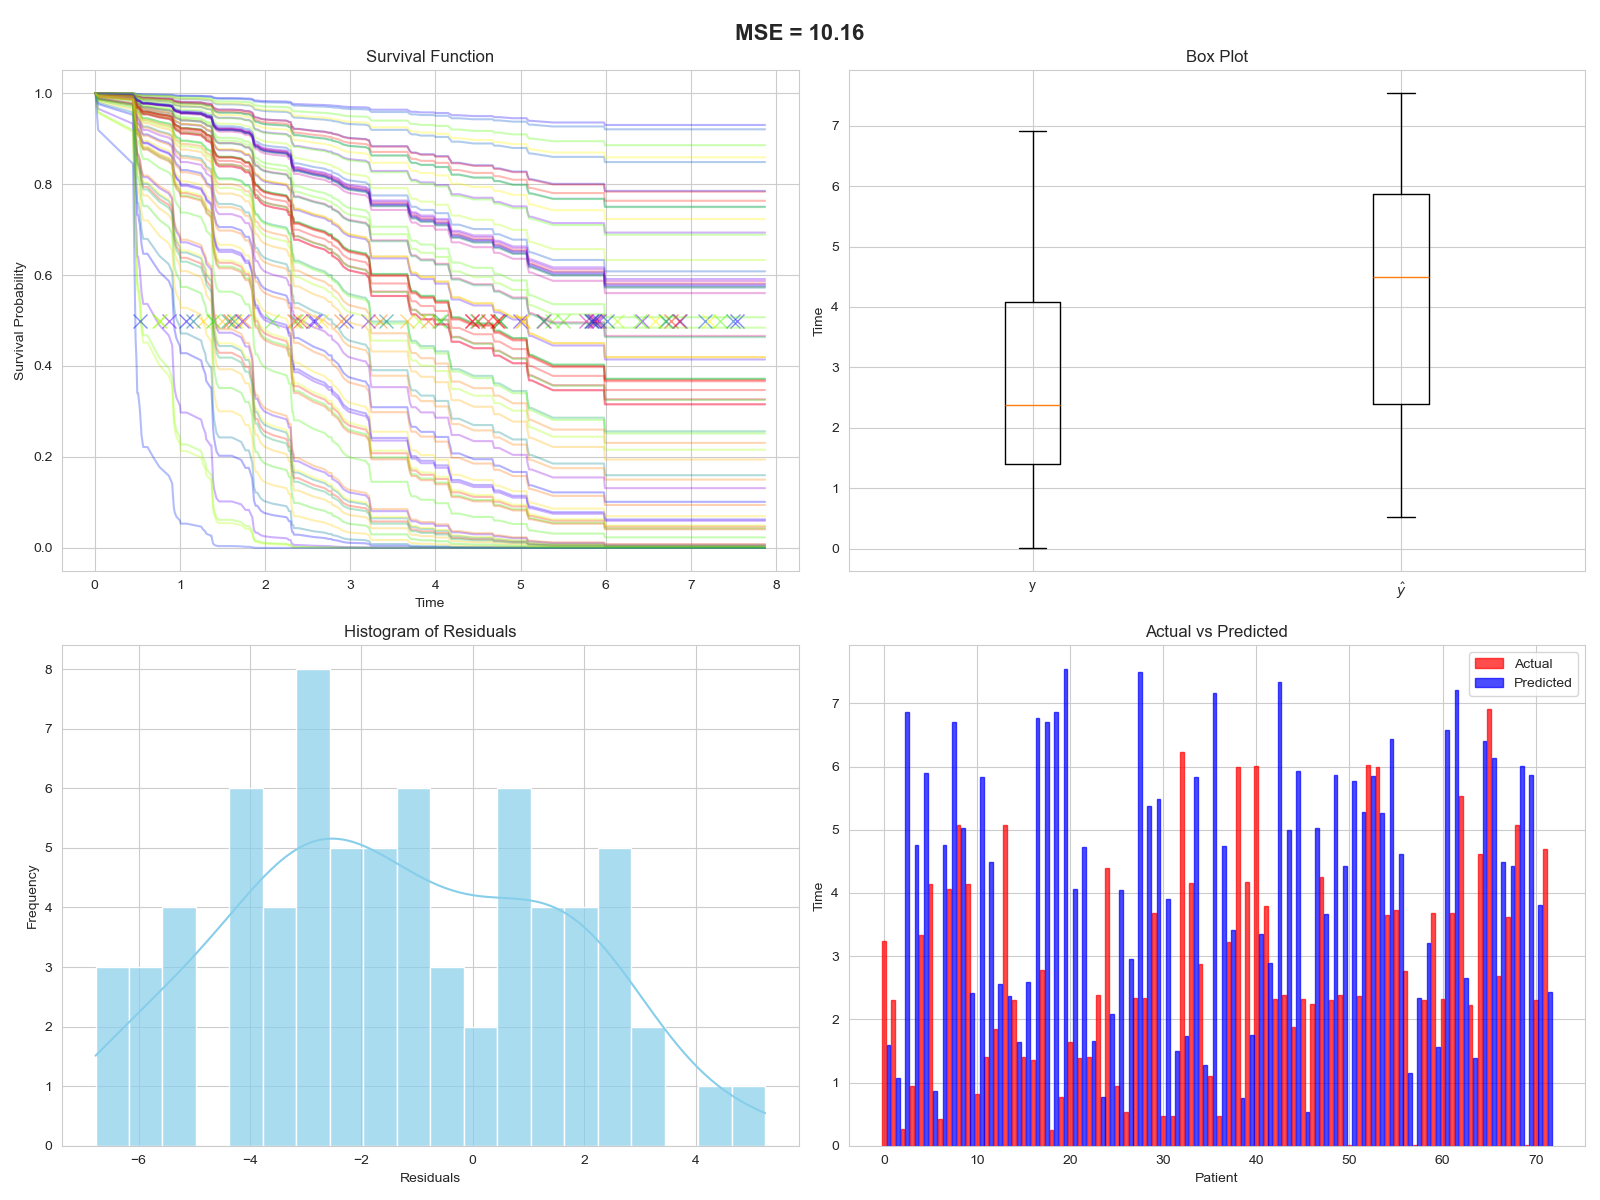 MSE = 10.16
Survival Function
1.0
0.8
0.6
0.4
0.2
0.0
Survival Probability
0 1 2 3 4 5 6 7 8
Time
Box Plot
7
6
5
4
3
2
1
0
Time
y ŷ
Histogram of Residuals
8
7
6
5
4
3
2
1
0
Frequency
−6 −4 −2 0 2 4
Residuals
Actual vs Predicted
Actual
Predicted
7
6
5
4
3
2
1
0
Time
0 10 20 30 40 50 60 70
Patient